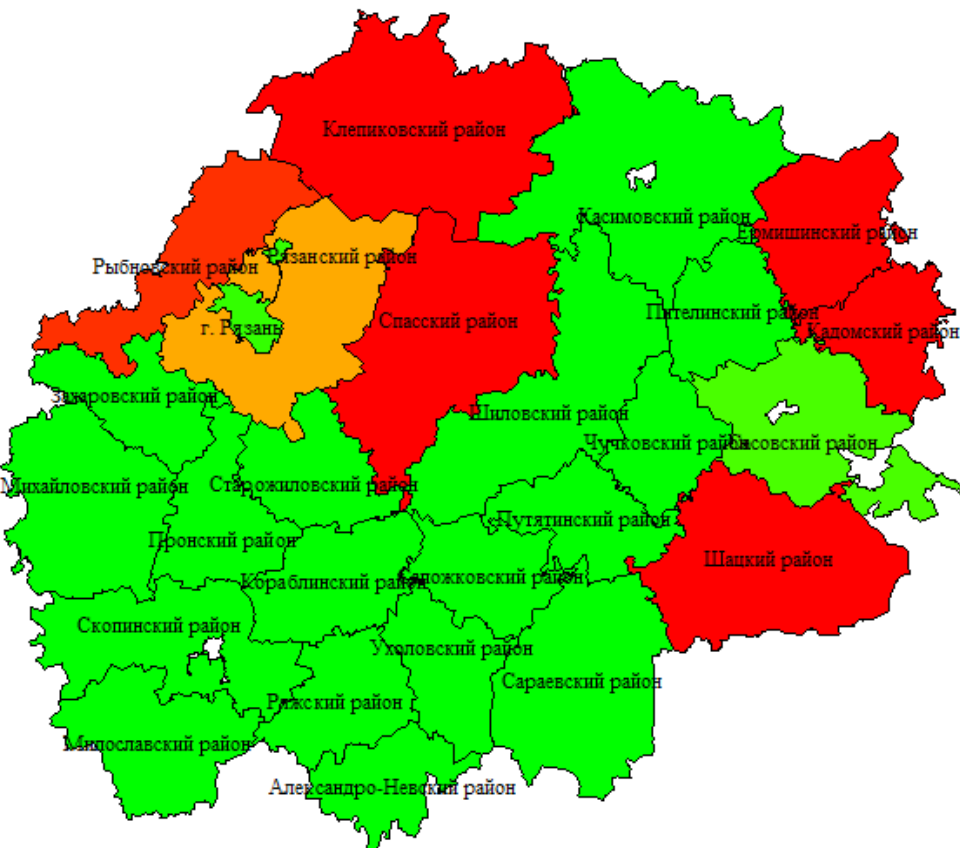 Клепиковский район
Касимовский район
Ермишинский район
Рязанский район
Рыбновский район
Пителинский район
Спасский район
г. Рязань
Кадомский район
Захаровский район
Шиловский район
Чучковский район
Сасовский район
Михайловский район
Старожиловский район
Путятинский район
Пронский район
Шацкий район
Кораблинский район
Сапожковский район
Скопинский район
Ухоловский район
Сараевский район
Ряжский район
Милославский район
Александро-Невский район